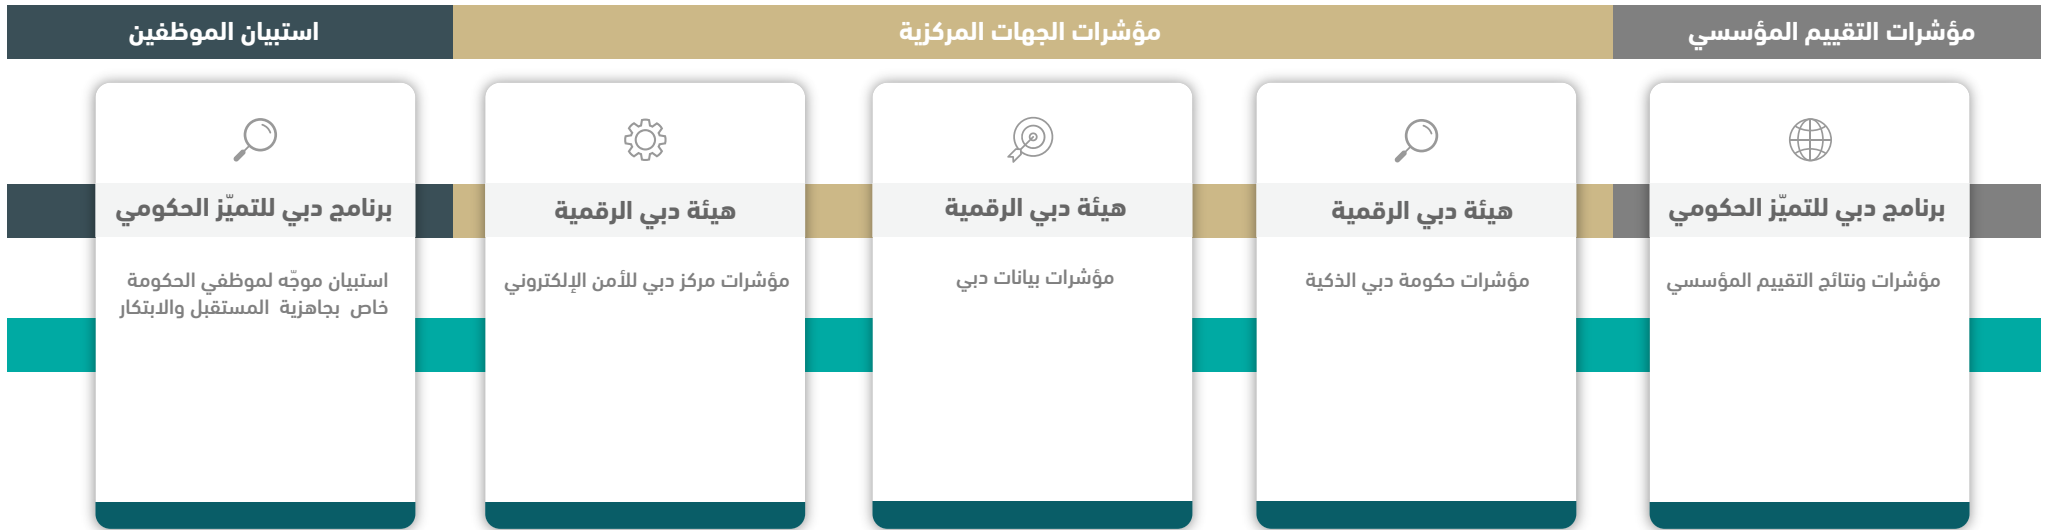 مؤشرات التقييم المؤسسي
مؤشرات الجهات المركزية
استبيان الموظفين
برنامج دبي للتميّز الحكومي
مؤشرات ونتائج التقييم المؤسسي
هيئة دبي الرقمية
مؤشرات حكومة دبي الذكية
هيئة دبي الرقمية
مؤشرات بيانات دبي
هيئة دبي الرقمية
مؤشرات مركز دبي للأمن الإلكتروني
برنامج دبي للتميّز الحكومي
استبيان موجّه لموظفي الحكومة
خاص بجاهزية المستقبل والابتكار